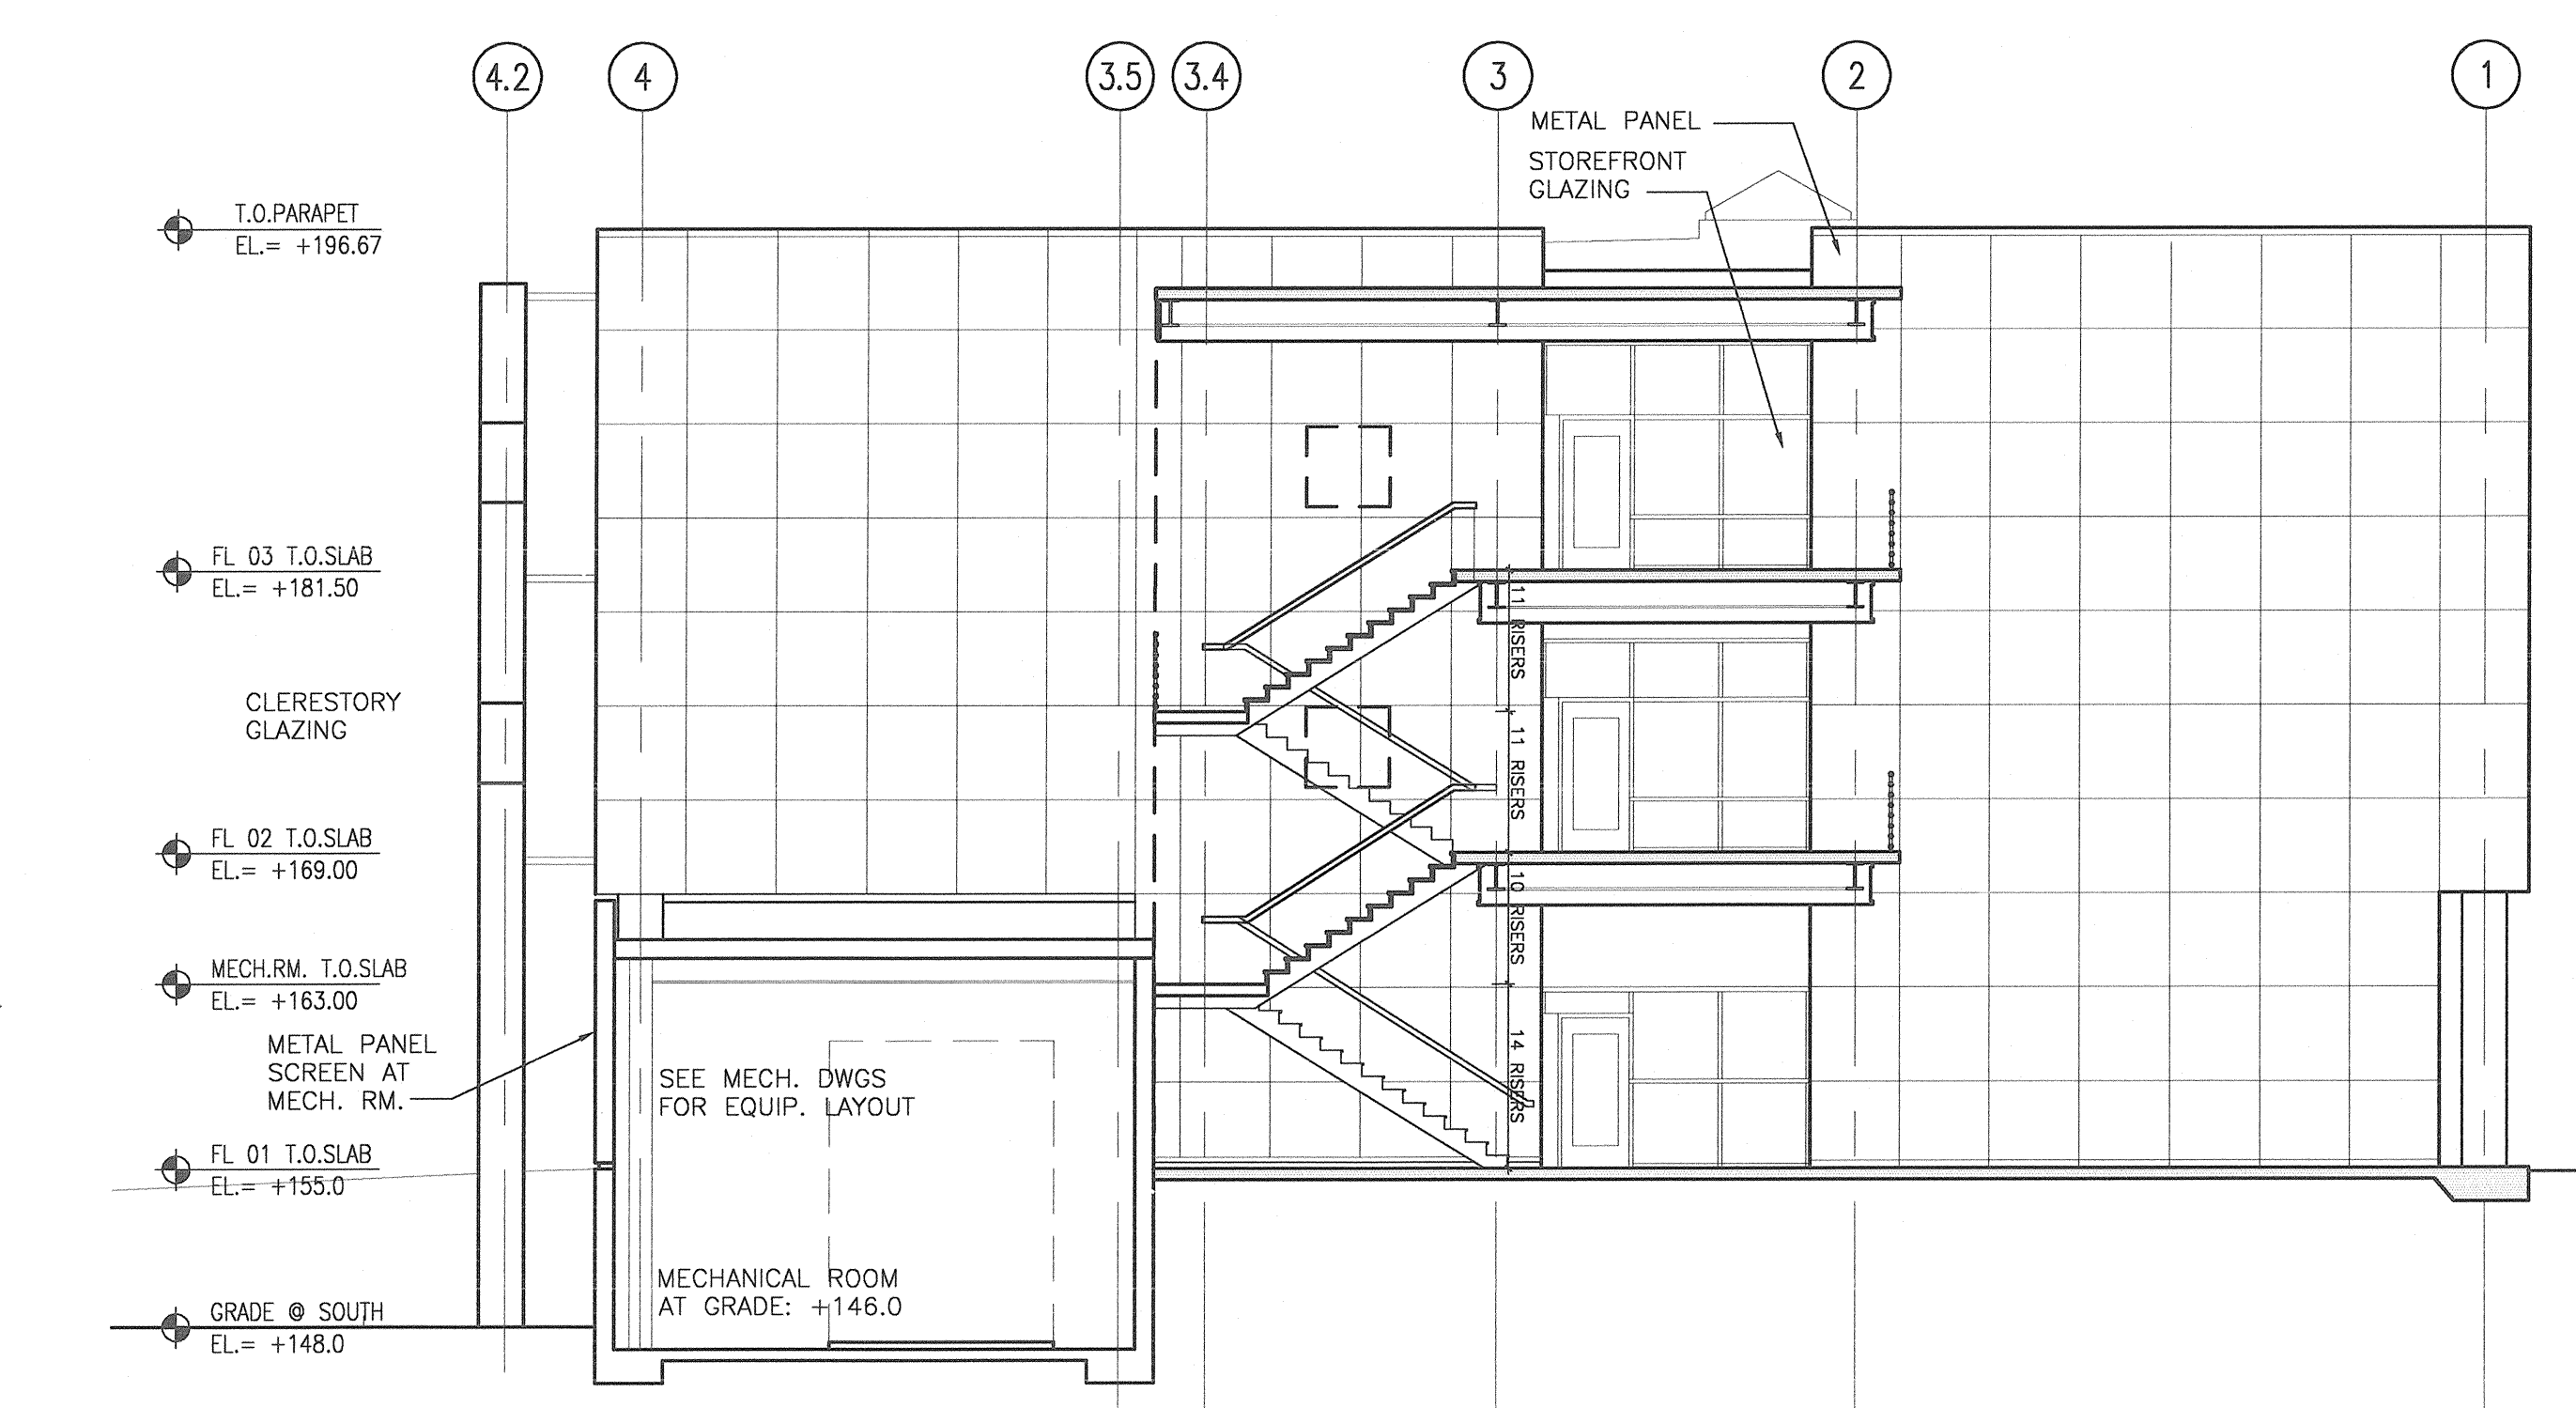 4.2
4
3.5
3.4
3
2
1
METAL PANEL
STOREFRONT
GLAZING
T.O.PARAPET
EL.= +196.67
FL 03 T.O.SLAB
EL.= +181.50
11 RISERS
CLERESTORY
GLAZING
11 RISERS
FL 02 T.O.SLAB
EL.= +169.00
10 RISERS
MECH.RM. T.O.SLAB
EL.= +163.00
METAL PANEL
SCREEN AT
MECH. RM.
SEE MECH. DWGS
FOR EQUIP. LAYOUT
14 RISERS
FL 01 T.O.SLAB
EL.= +155.0
MECHANICAL ROOM
AT GRADE: +146.0
GRADE @ SOUTH
EL.= +148.0